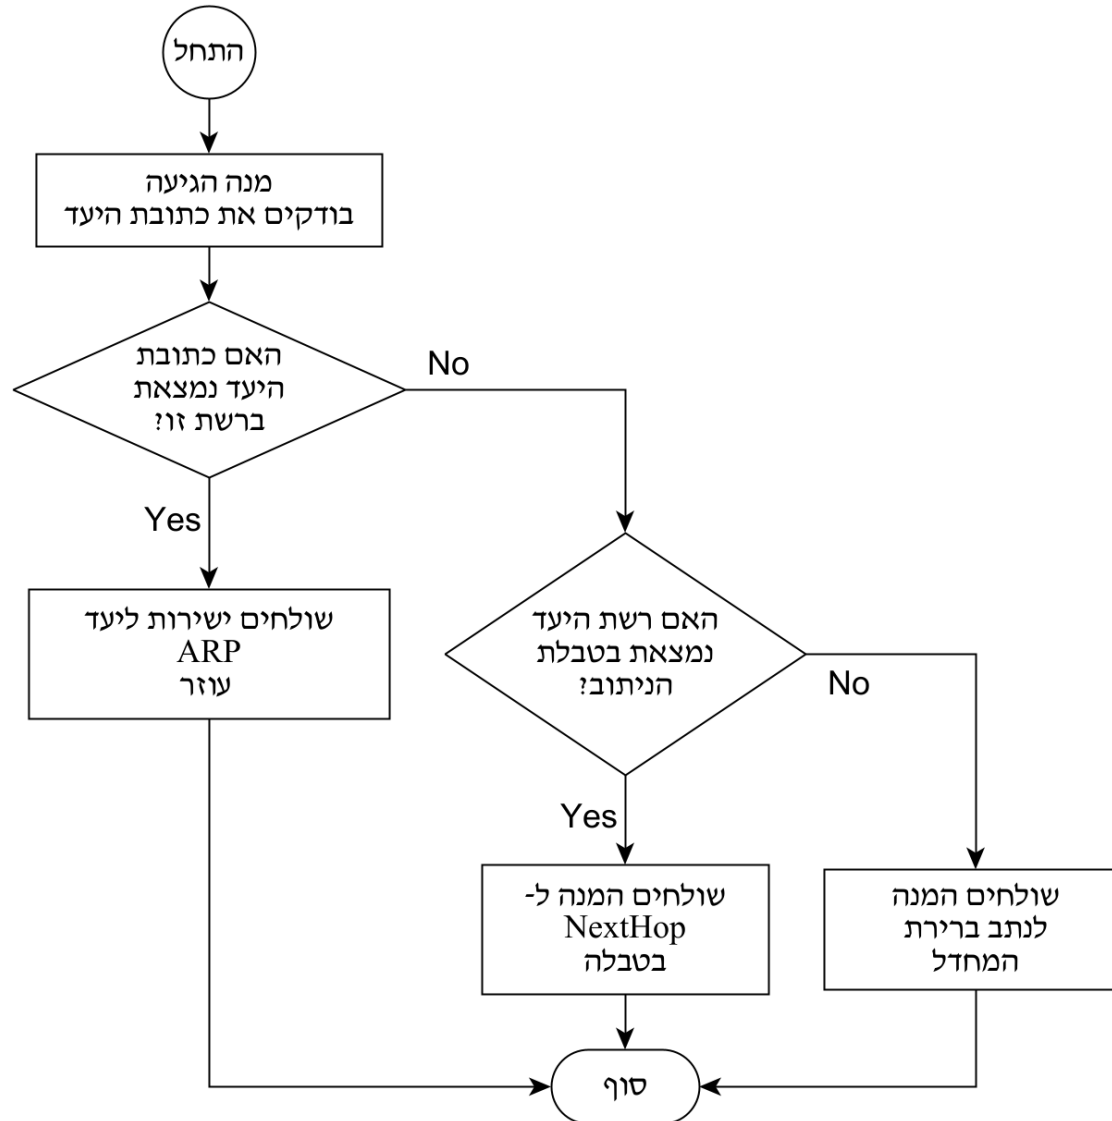 התחל
מנה הגיעה
בודקים את כתובת היעד
האם כתובת
היעד נמצאת
ברשת זו?
No
Yes
שולחים ישירות ליעד
ARP
עוזר
האם רשת היעד
נמצאת בטבלת
הניתוב?
No
Yes
שולחים המנה ל-
NextHop
בטבלה
שולחים המנה
לנתב ברירת
המחדל
סוף